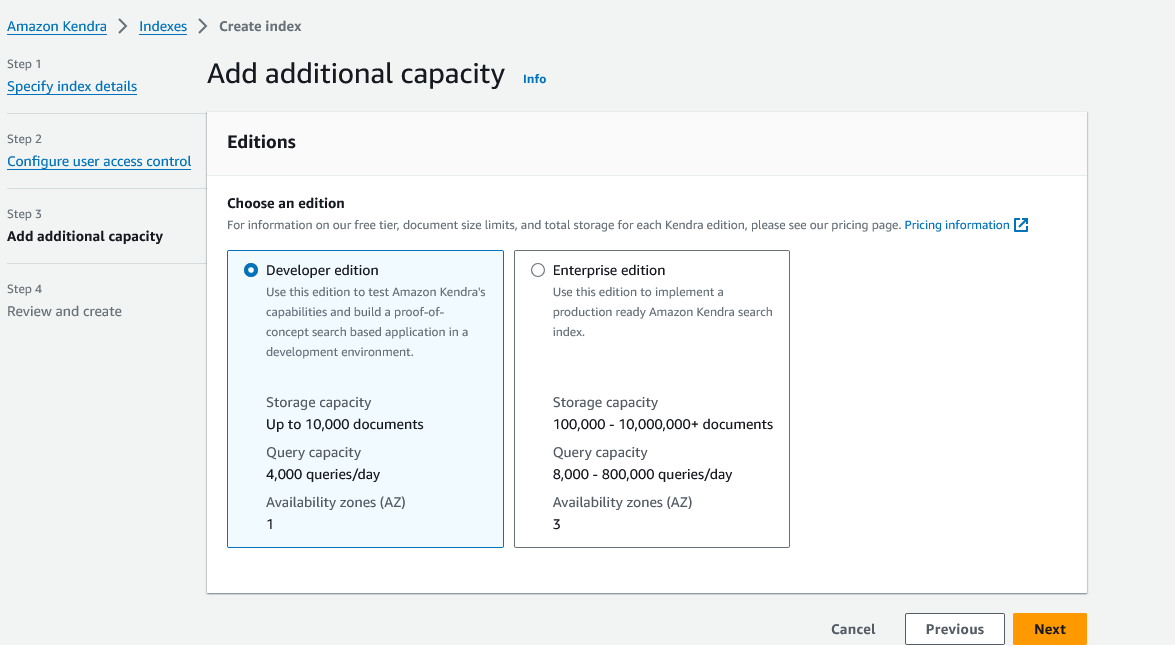 Amazon Kendra > Indexes > Create index
Step 1
Specify index details
Step 2
Configure user access control
Step 3
Add additional capacity
Step 4
Review and create
Add additional capacity Info
Editions
Choose an edition
For information on our free tier, document size limits, and total storage for each Kendra edition, please see our pricing page. Pricing information
Developer edition
Use this edition to test Amazon Kendra's
capabilities and build a proof-of-
concept search based application in a
development environment.
Storage capacity
Up to 10,000 documents
Query capacity
4,000 queries/day
Availability zones (AZ)
1
Enterprise edition
Use this edition to implement a
production ready Amazon Kendra search
index.
Storage capacity
100,000 - 10,000,000+ documents
Query capacity
8,000 - 800,000 queries/day
Availability zones (AZ)
3
Cancel
Previous
Next